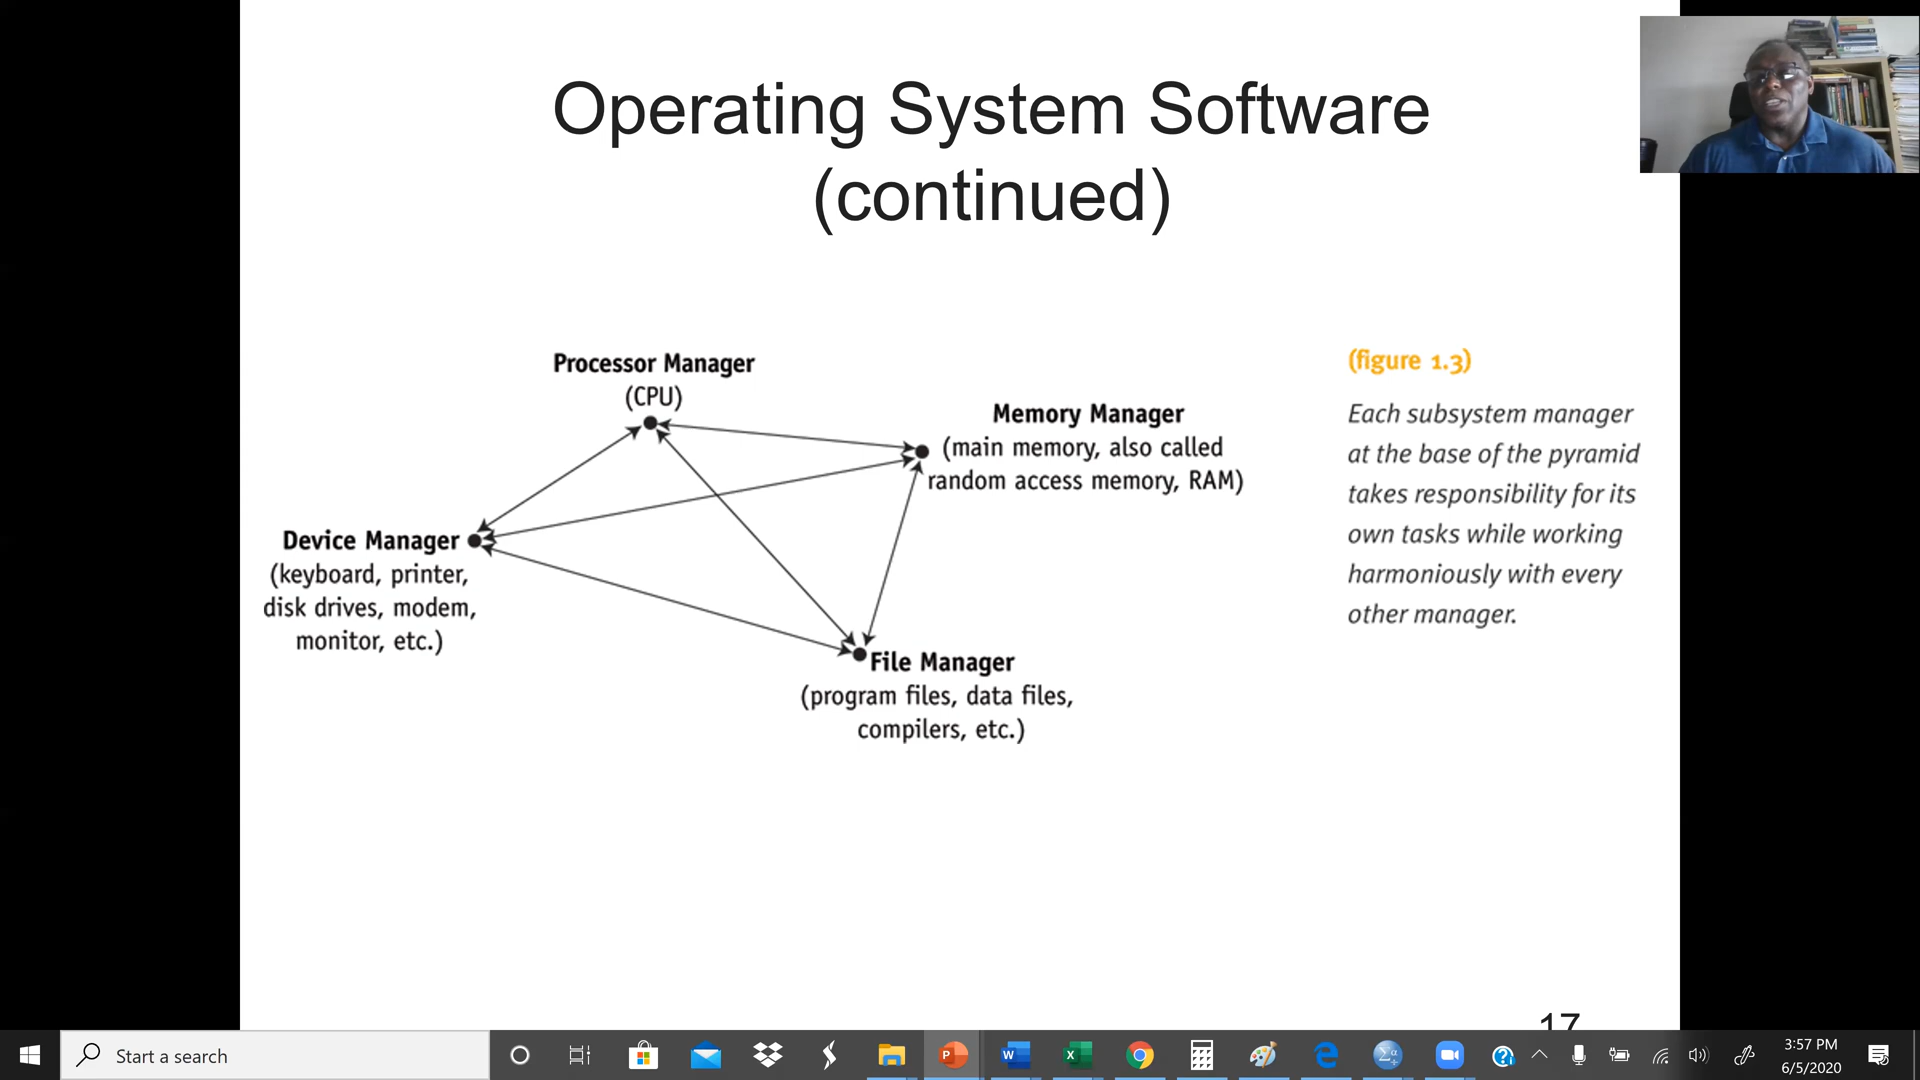 Operating System Software
(continued)
Processor Manager
(CPU)
Memory Manager
(main memory, also called
random access memory, RAM)
Device Manager
(keyboard, printer,
disk drives, modem,
monitor, etc.)
File Manager
(program files, data files,
compilers, etc.)
(figure 1.3)
Each subsystem manager
at the base of the pyramid
takes responsibility for its
own tasks while working
harmoniously with every
other manager.
17
Start a search
3:57 PM
6/5/2020